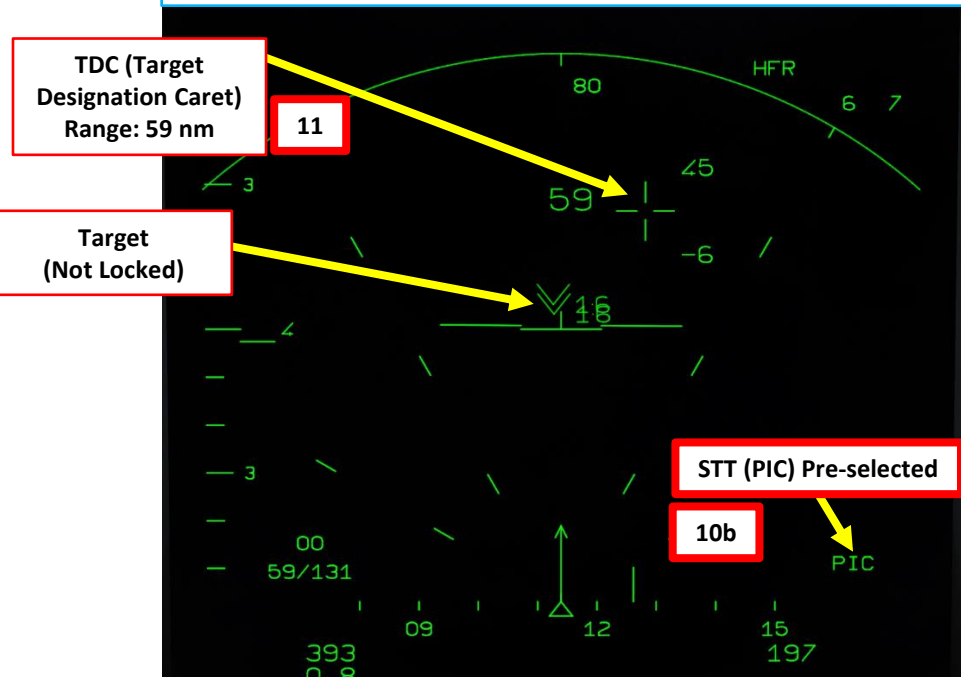 TDC (Target
Designation Caret)
Range: 59 nm
11
80
HFR
6 7
3
45
59
-6
Target
(Not Locked)
16
4
3
STT (PIC) Pre-selected
10b
PIC
00
59/131
09
12
15
393
197